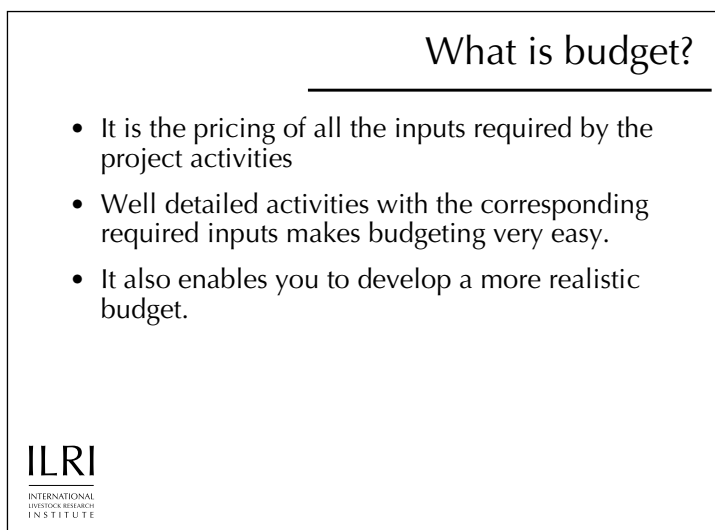 What is budget?
• It is the pricing of all the inputs required by the
project activities
• Well detailed activities with the corresponding
required inputs makes budgeting very easy.
• It also enables you to develop a more realistic
budget.
ILRI
INTERNATIONAL
LIVESTOCK RESEARCH
INSTITUTE